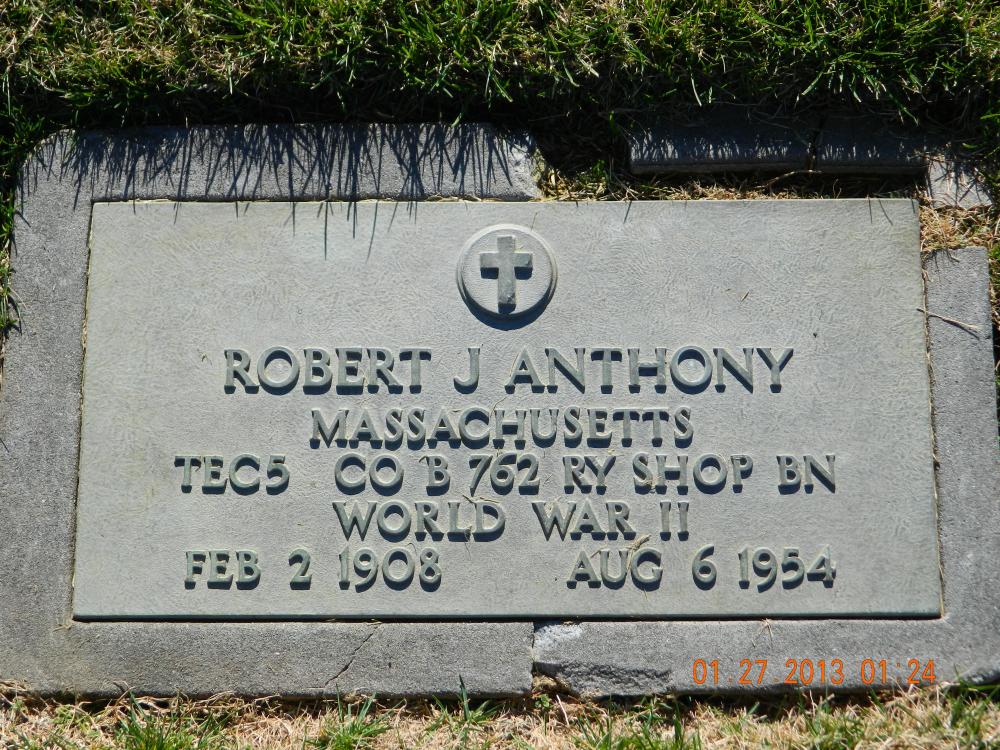 ROBERT J ANTHONY
MASSACHUSETTS
TEC5 CO B 762 RY SHOP BN
WORLD WAR II
FEB 2 1908 AUG 6 1954
01 27 2013 01:24